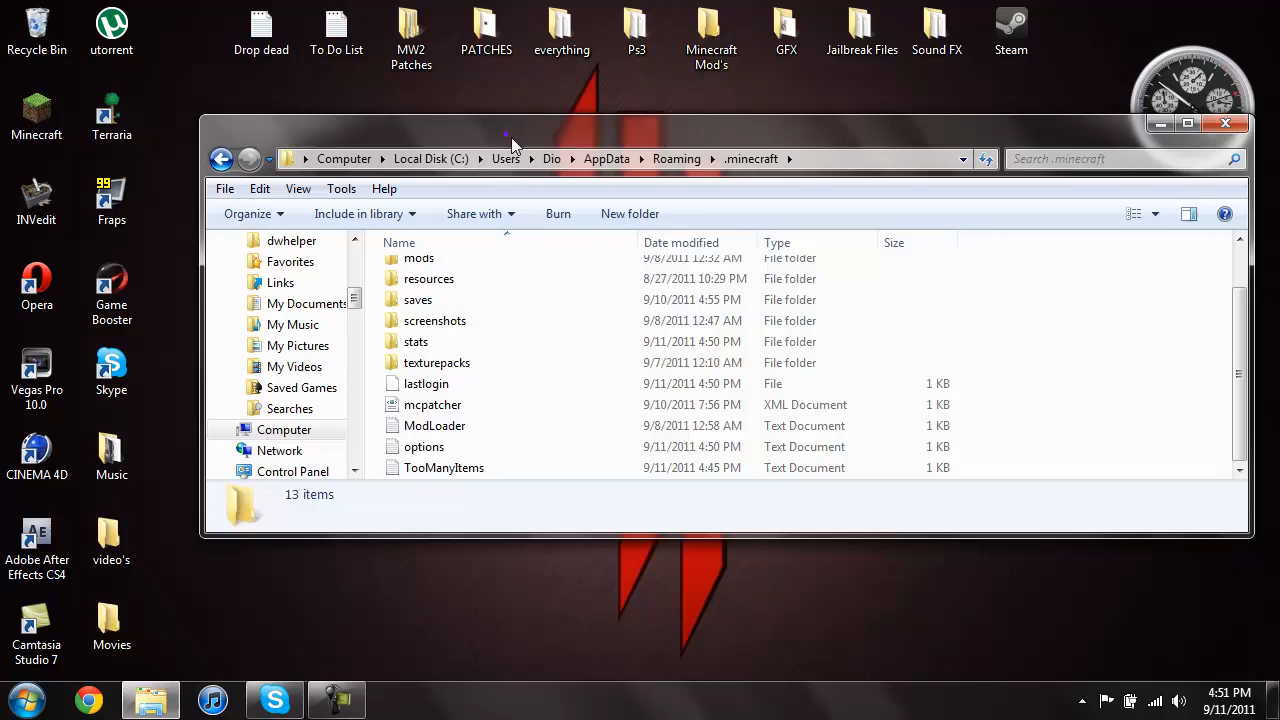 Recycle Bin
utorrent
Drop dead
To Do List
MW2
Patches
PATCHES
everything
Ps3
Minecraft
Mod's
GFX
Jailbreak Files
Sound FX
Steam
Minecraft
Terraria
INVedit
99
Fraps
Opera
Game
Booster
Vegas Pro
10.0
Skype
CINEMA 4D
Music
Adobe After
Effects CS4
video's
Camtasia
Studio 7
Movies
Computer
Local Disk (C:)
Users
Dio
AppData
Roaming
.minecraft
Search .minecraft
File
Edit
View
Tools
Help
Organize
Include in library
Share with
Burn
New folder
dwhelper
Favorites
Links
My Documents
My Music
My Pictures
My Videos
Saved Games
Searches
Computer
Network
Control Panel
Name
Date modified
Type
Size
mods 9/8/2011 12:32 AM File folder
resources 8/27/2011 10:29 PM File folder
saves 9/10/2011 4:55 PM File folder
screenshots 9/8/2011 12:47 AM File folder
stats 9/11/2011 4:50 PM File folder
texturepacks 9/7/2011 12:10 AM File folder
lastlogin 9/11/2011 4:50 PM File 1 KB
mcpatcher 9/10/2011 7:56 PM XML Document 1 KB
ModLoader 9/8/2011 12:58 AM Text Document 1 KB
options 9/11/2011 4:50 PM Text Document 1 KB
TooManyItems 9/11/2011 4:45 PM Text Document 1 KB
13 items
4:51 PM
9/11/2011